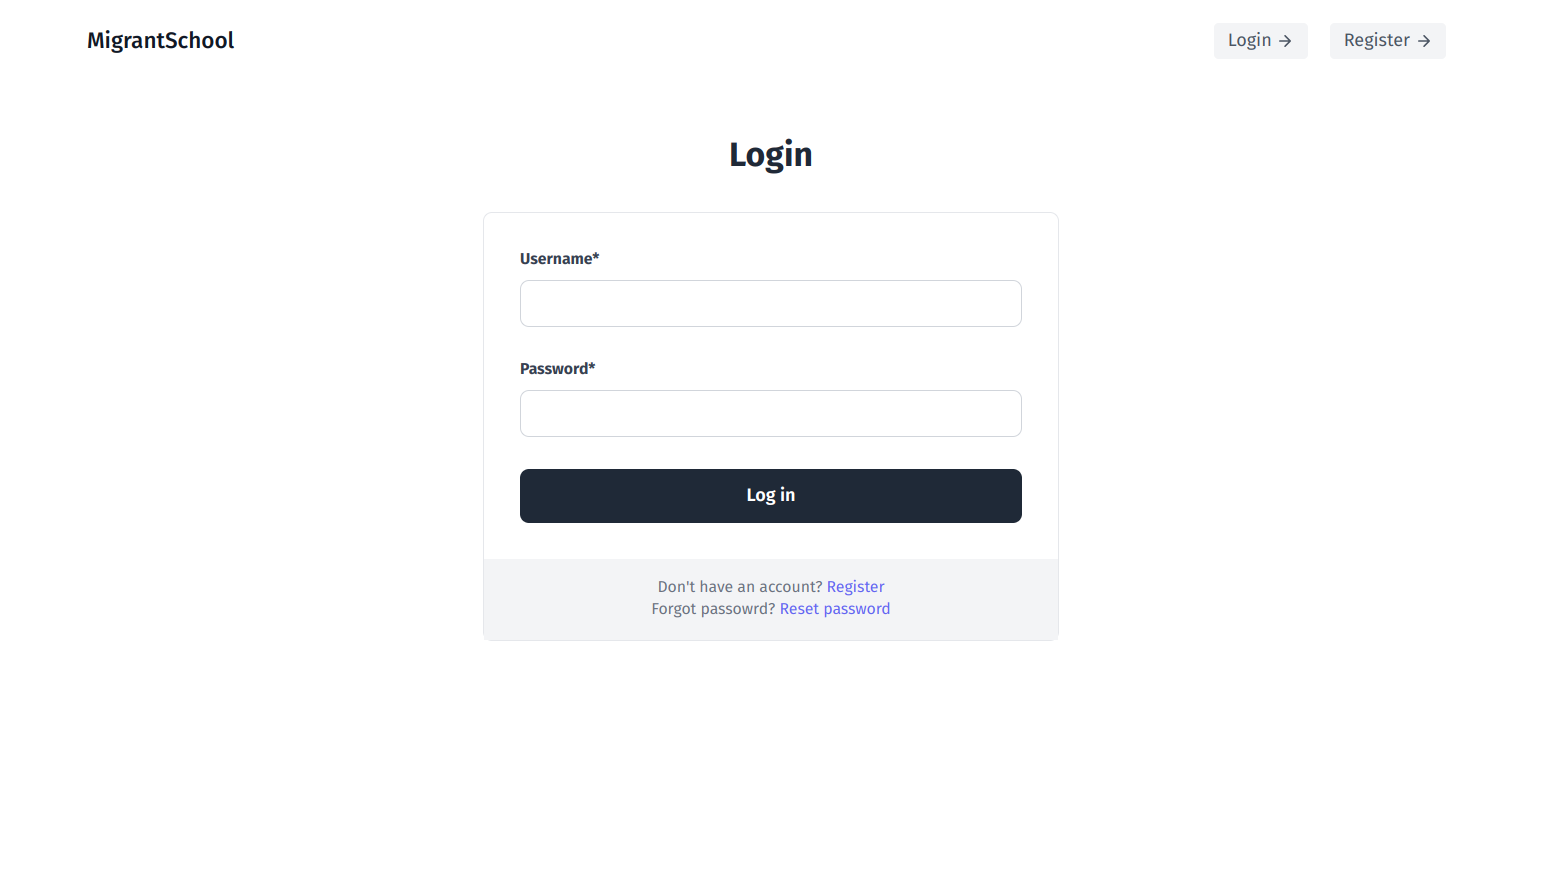 MigrantSchool
Login →
Register →
Login
Username*
Password*
Log in
Don't have an account? Register
Forgot passowrd? Reset password